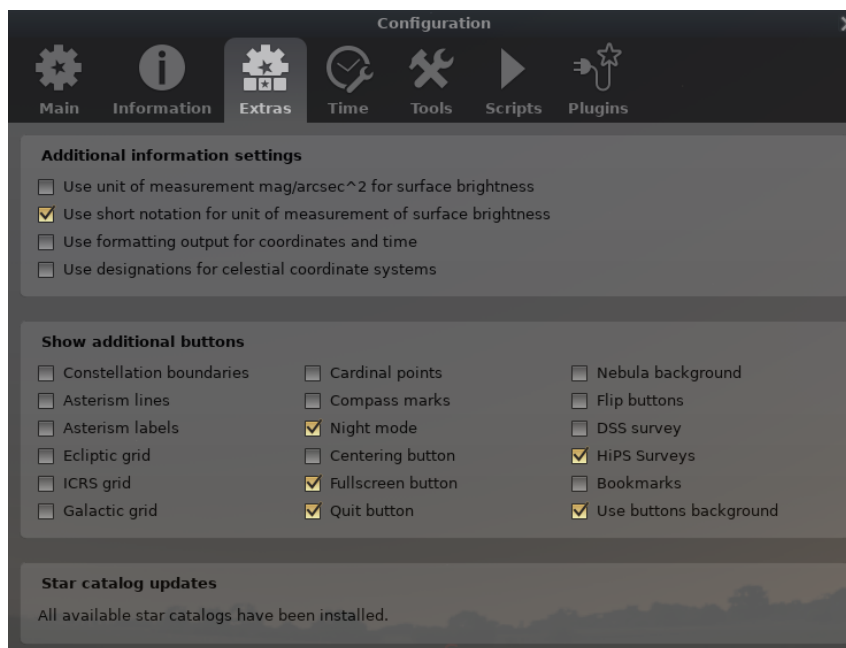 Configuration
Main Information Extras Time Tools Scripts Plugins
Additional information settings
Use unit of measurement mag/arcsec^2 for surface brightness
Use short notation for unit of measurement of surface brightness
Use formatting output for coordinates and time
Use designations for celestial coordinate systems
Show additional buttons
Constellation boundaries Cardinal points Nebula background
Asterism lines Compass marks Flip buttons
Asterism labels Night mode DSS survey
Ecliptic grid Centering button HiPS Surveys
ICRS grid Fullscreen button Bookmarks
Galactic grid Quit button Use buttons background
Star catalog updates
All available star catalogs have been installed.